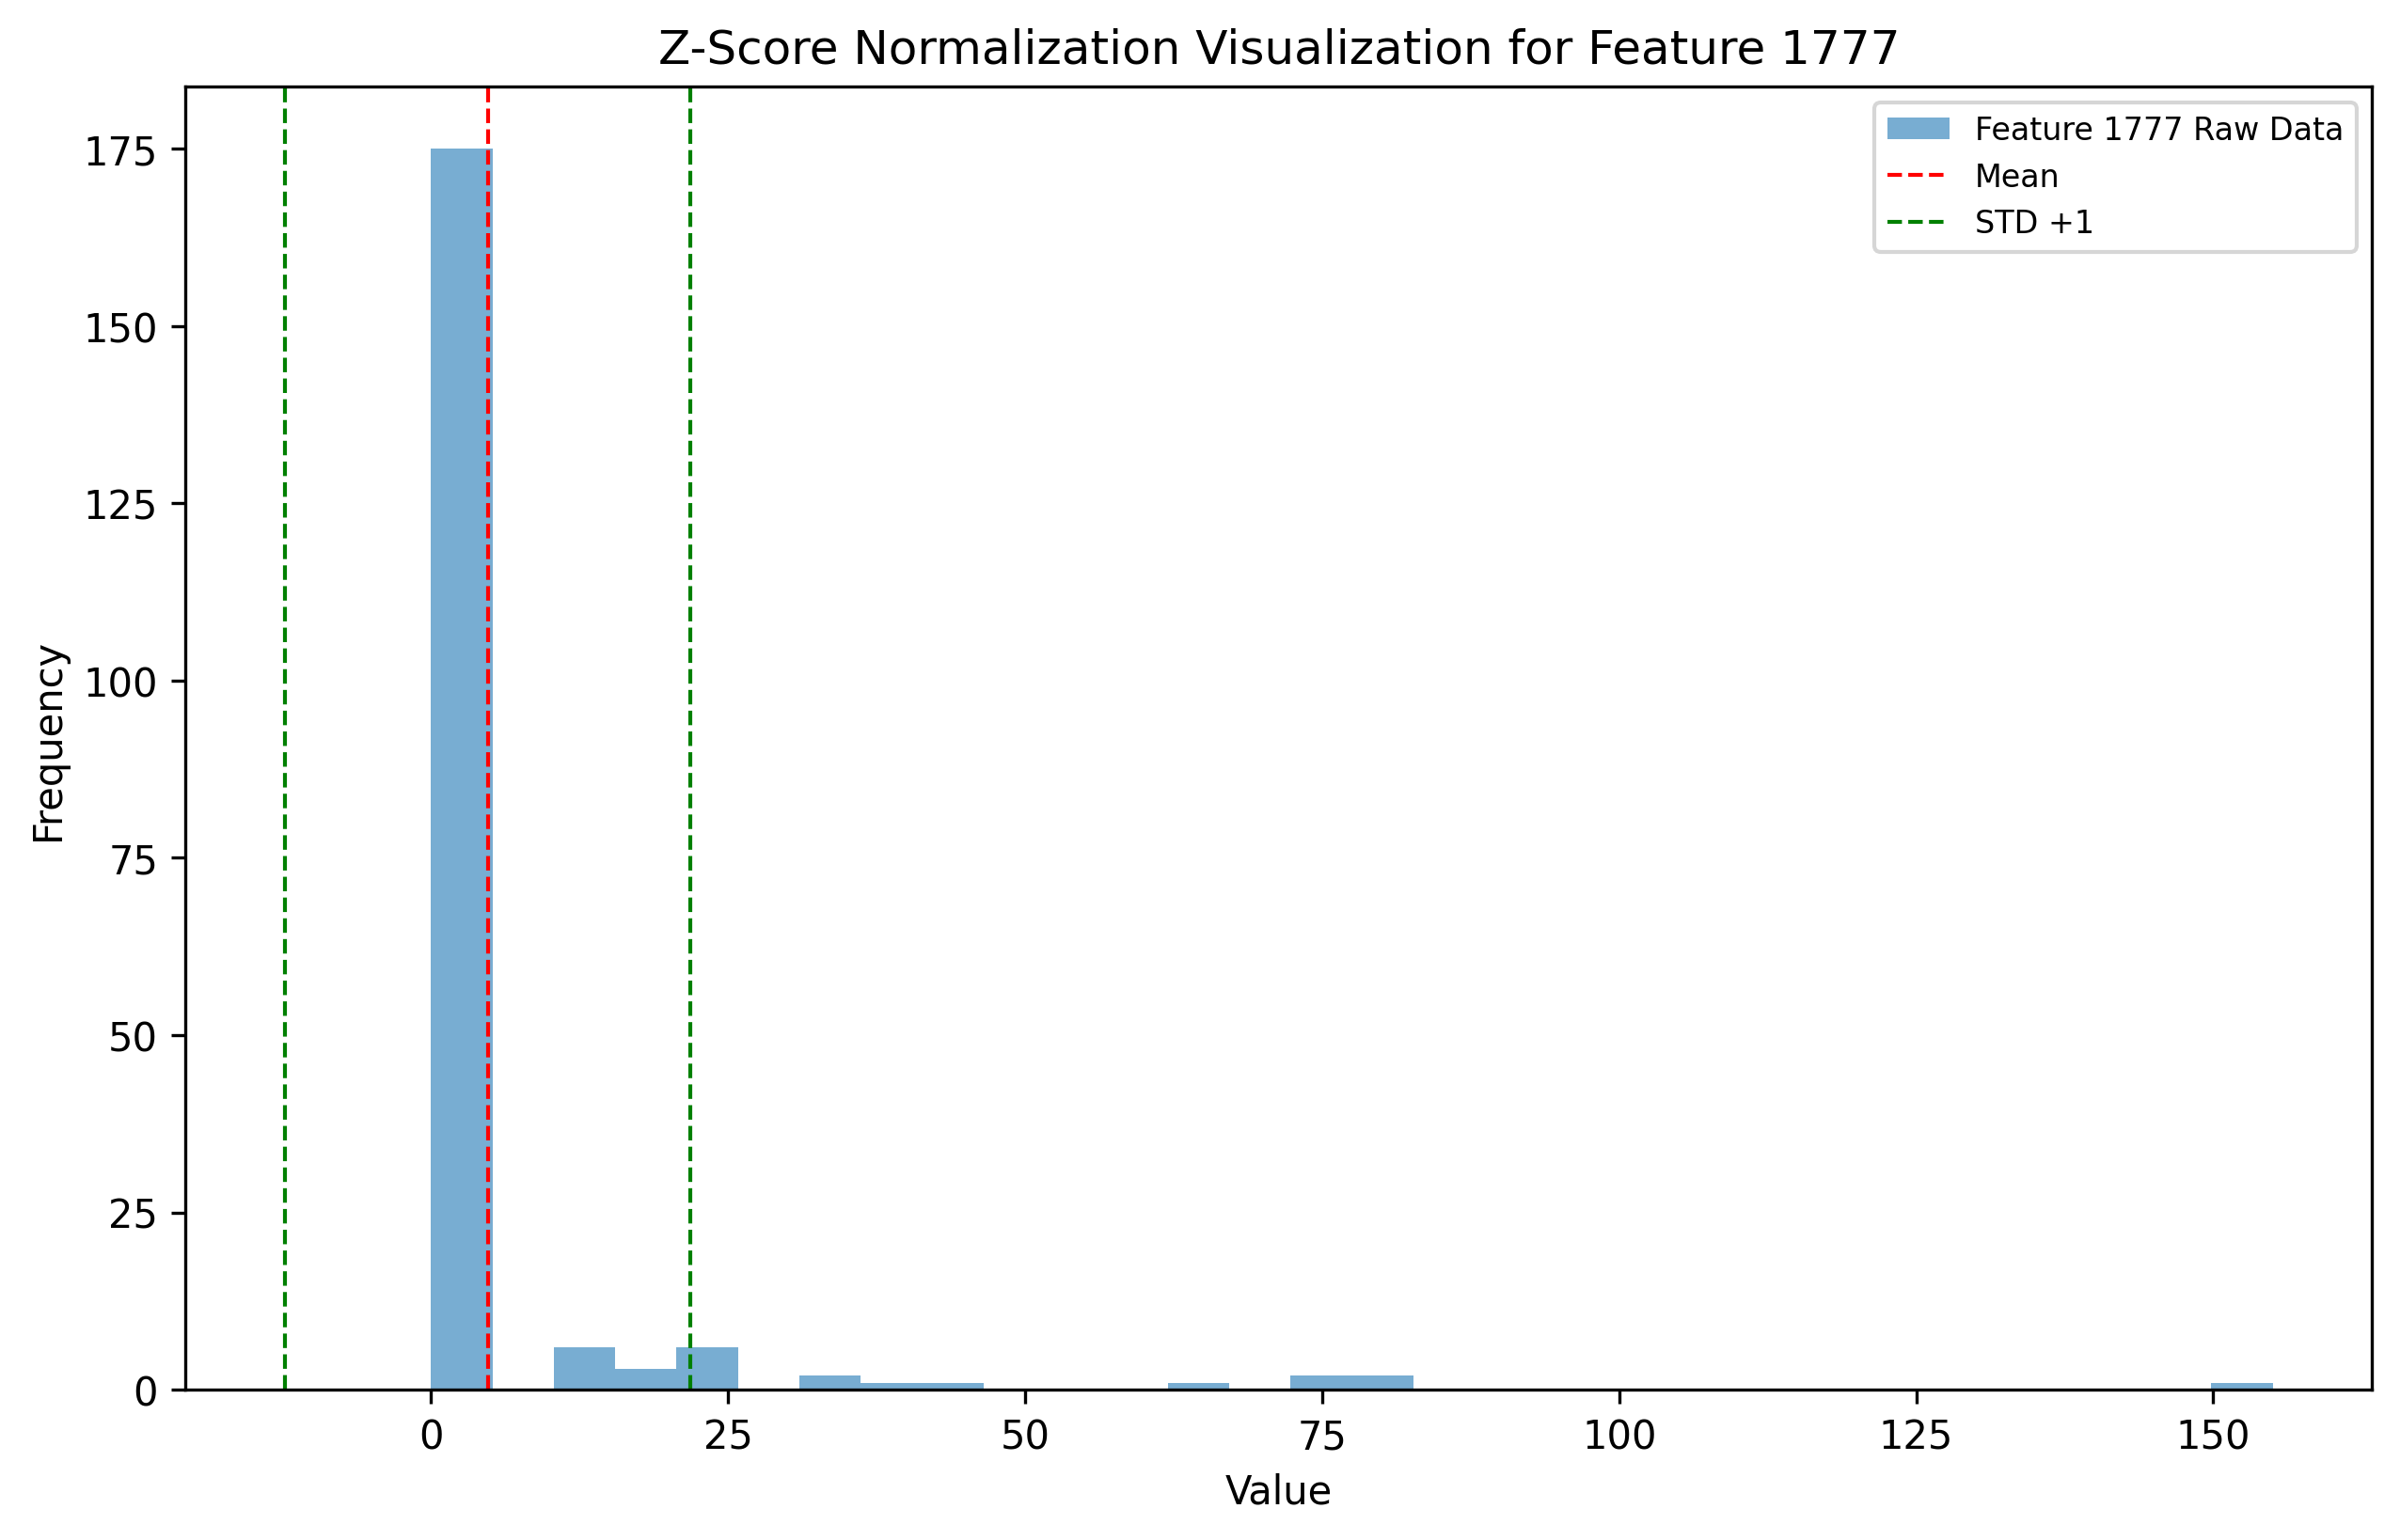 Z-Score Normalization Visualization for Feature 1777
Feature 1777 Raw Data
Mean
STD +1
Frequency
175
150
125
100
75
50
25
0
0 25 50 75 100 125 150
Value